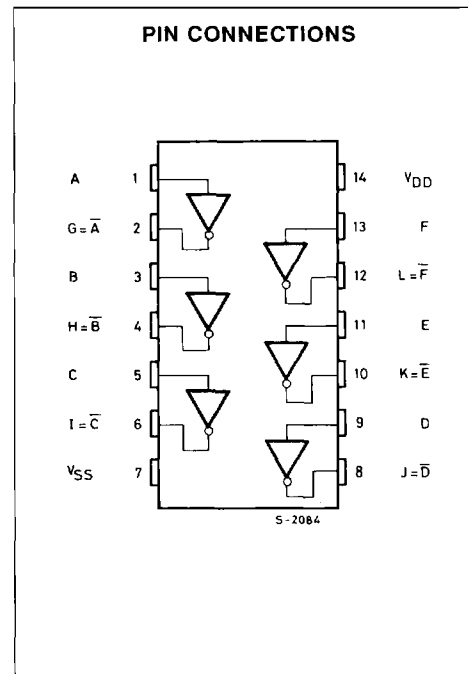 PIN CONNECTIONS
A 1 14 VDD
G=A̅ 2 13 F
B 3 12 L=F̅
H=B̅ 4 11 E
C 5 10 K=E̅
I=C̅ 6 9 D
VSS 7 8 J=D̅
S-2084